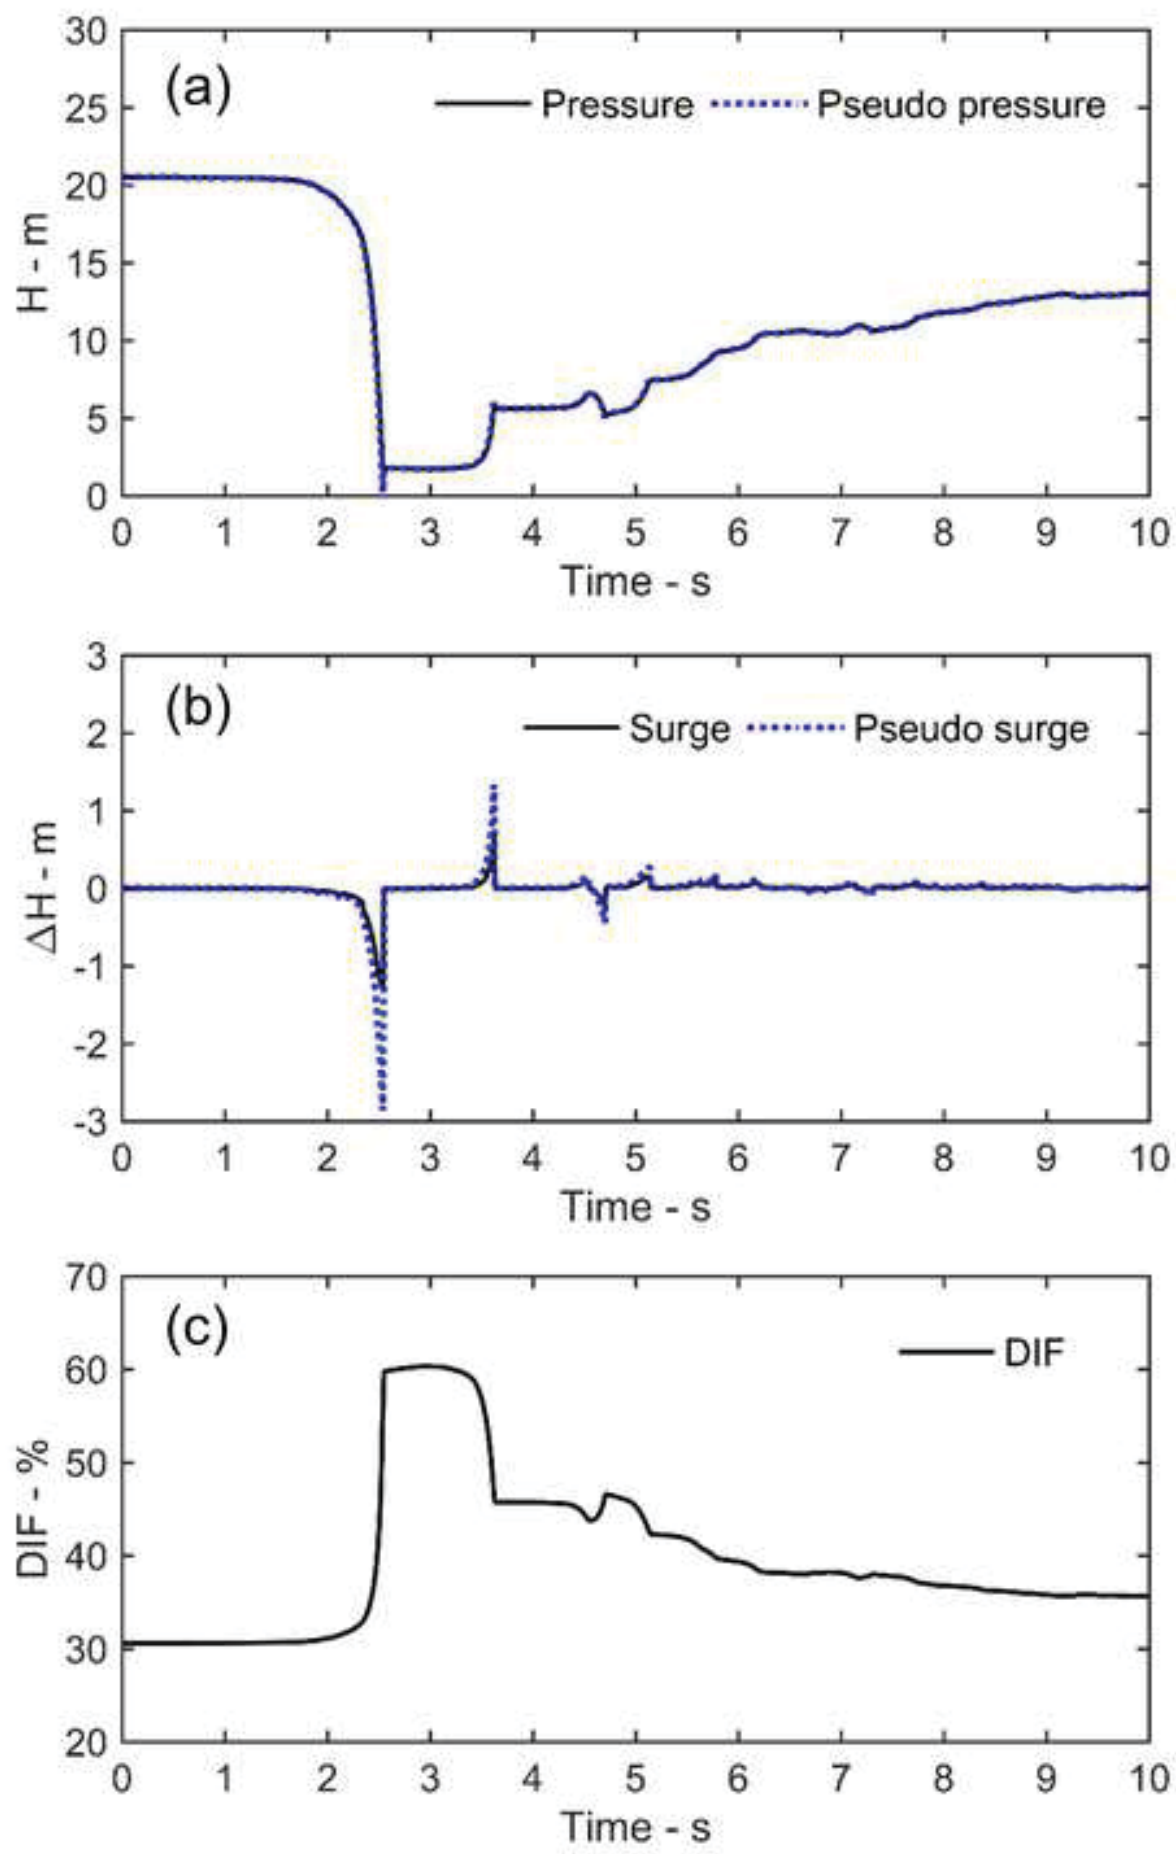 30
(a)
25
Pressure Pseudo pressure
20
15
10
5
0
H - m
0 1 2 3 4 5 6 7 8 9 10
Time - s
3
(b)
2
Surge Pseudo surge
1
0
-1
-2
-3
ΔH - m
0 1 2 3 4 5 6 7 8 9 10
Time - s
70
(c)
DIF
60
50
40
30
20
DIF - %
0 1 2 3 4 5 6 7 8 9 10
Time - s